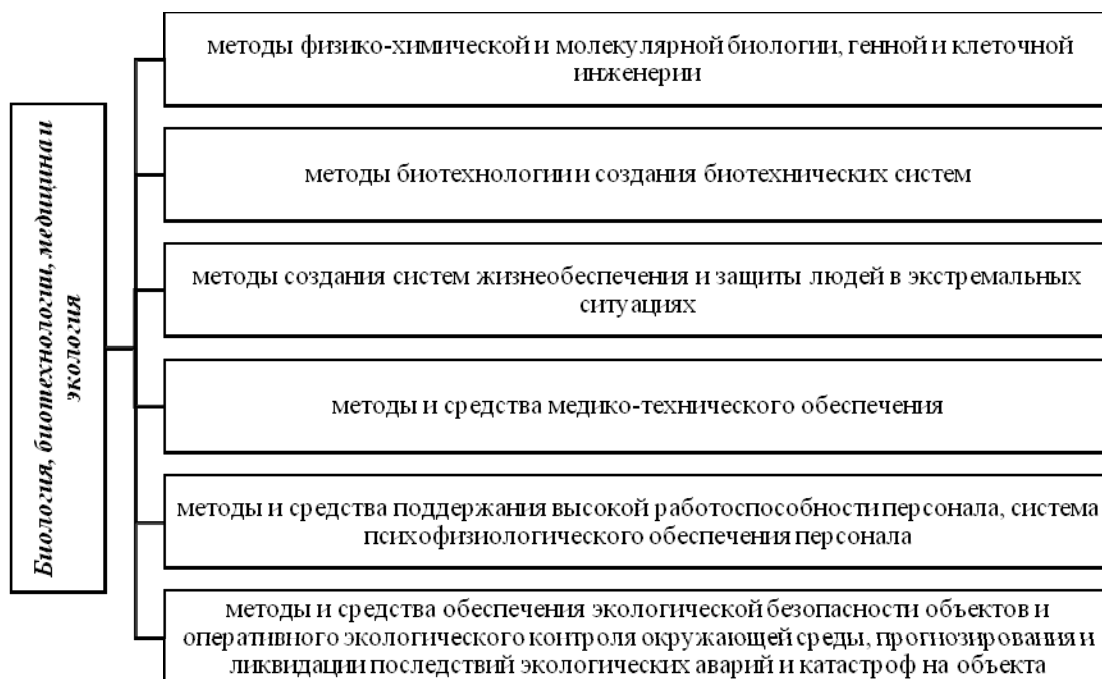 Биология, биотехнологии, медицина и
экология
методы физико-химической и молекулярной биологии, генной и клеточной
инженерии
методы биотехнологии и создания биотехнических систем
методы создания систем жизнеобеспечения и защиты людей в экстремальных
ситуациях
методы и средства медико-технического обеспечения
методы и средства поддержания высокой работоспособности персонала, система
психофизиологического обеспечения персонала
методы и средства обеспечения экологической безопасности объектов и
оперативного экологического контроля окружающей среды, прогнозирования и
ликвидации последствий экологических аварий и катастроф на объекта